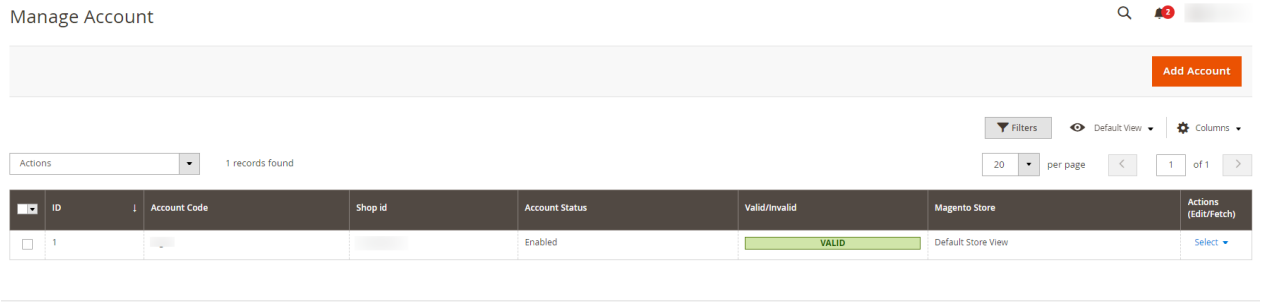 Manage Account
2
Add Account
Filters
Default View
Columns
Actions
1 records found
20
per page
1
of 1
ID
Account Code
Shop id
Account Status
Valid/Invalid
Magento Store
Actions
(Edit/Fetch)
1
Enabled
VALID
Default Store View
Select